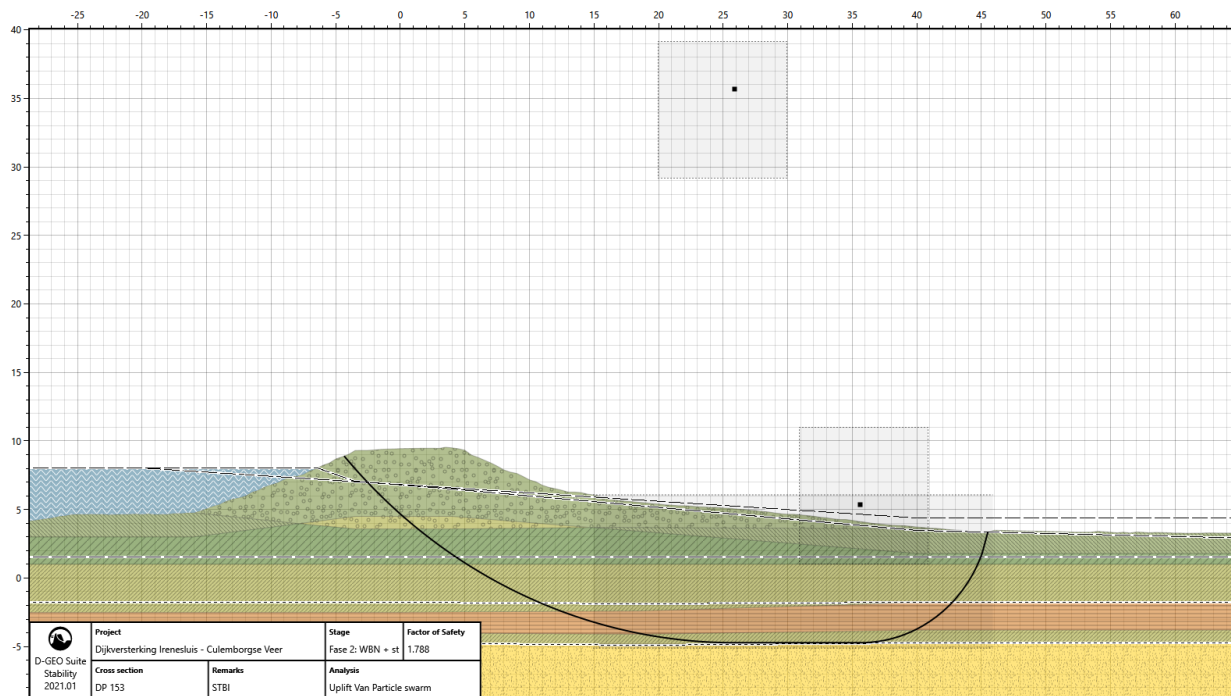 -25 -20 -15 -10 -5 0 5 10 15 20 25 30 35 40 45 50 55 60
40
35
30
25
20
15
10
5
0
-5
D-GEO Suite
Stability
2021.01
Project
Dijkversterking Irenesluis - Culemborgse Veer
Stage
Fase 2: WBN + st
Factor of Safety
1.788
Cross section
DP 153
Remarks
STBI
Analysis
Uplift Van Particle swarm